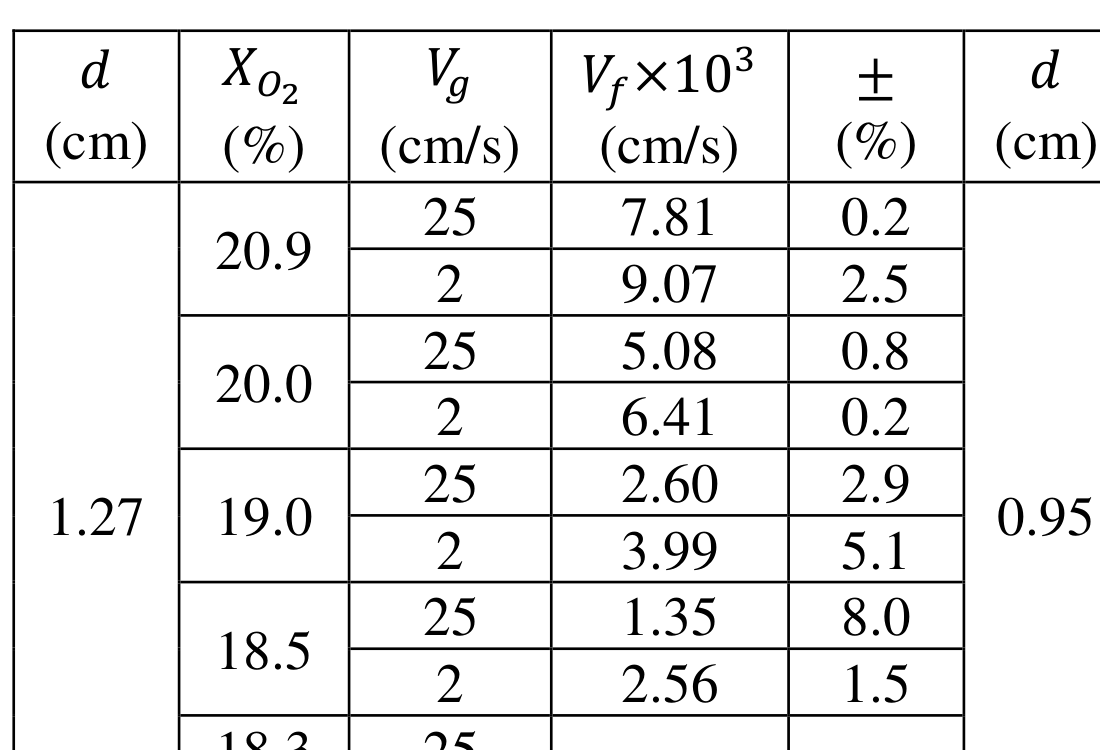 d X_{O_2} V_g V_f×10³ ± d
(cm) (%) (cm/s) (cm/s) (%) (cm)
1.27 20.9 25 7.81 0.2 0.95
2 9.07 2.5
20.0 25 5.08 0.8
2 6.41 0.2
19.0 25 2.60 2.9
2 3.99 5.1
18.5 25 1.35 8.0
2 2.56 1.5
18.3 25